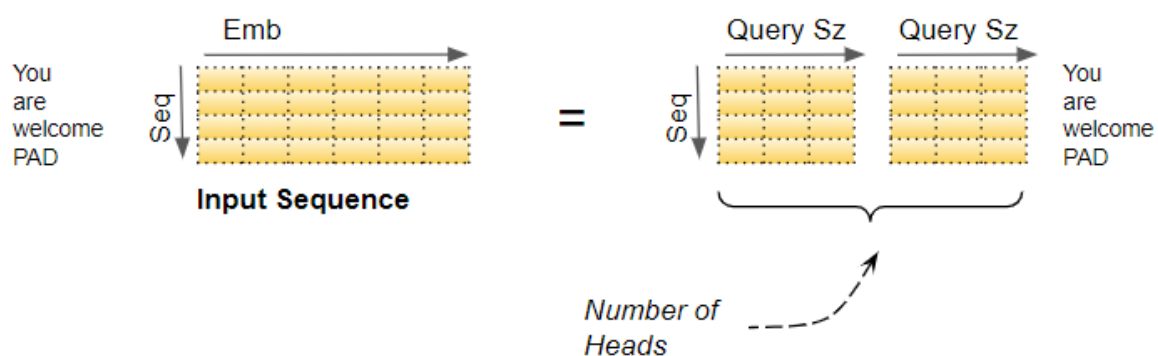 Emb
Query Sz
Query Sz
You
are
welcome
PAD
Seq
=
Seq
You
are
welcome
PAD
Input Sequence
Number of
Heads